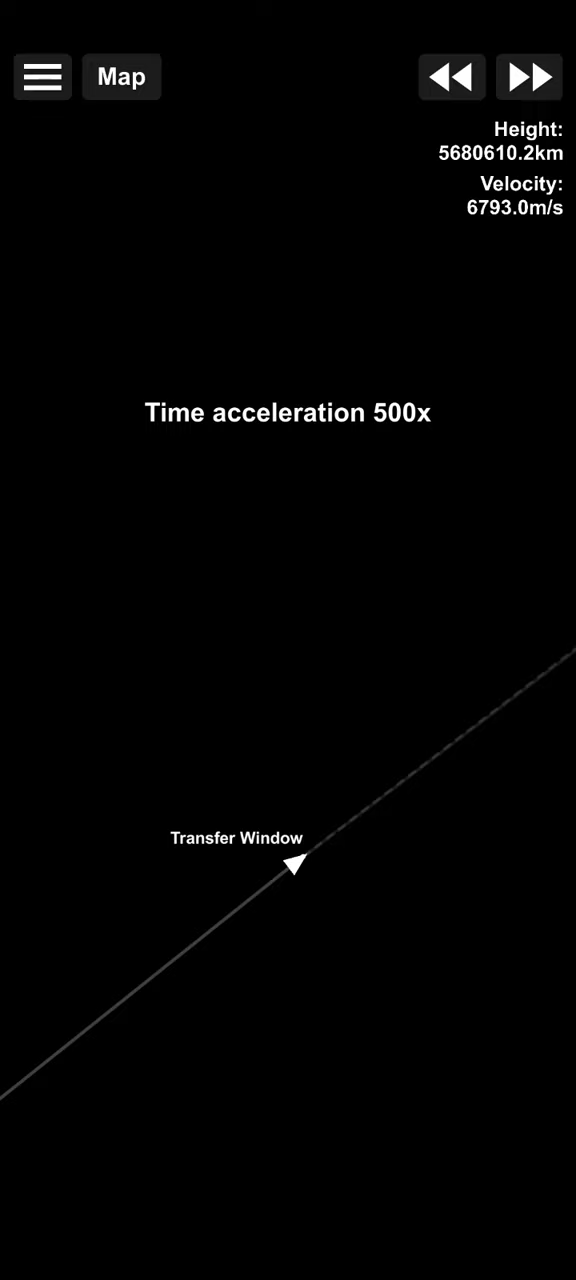 Map
Height:
5680610.2km
Velocity:
6793.0m/s
Time acceleration 500x
Transfer Window